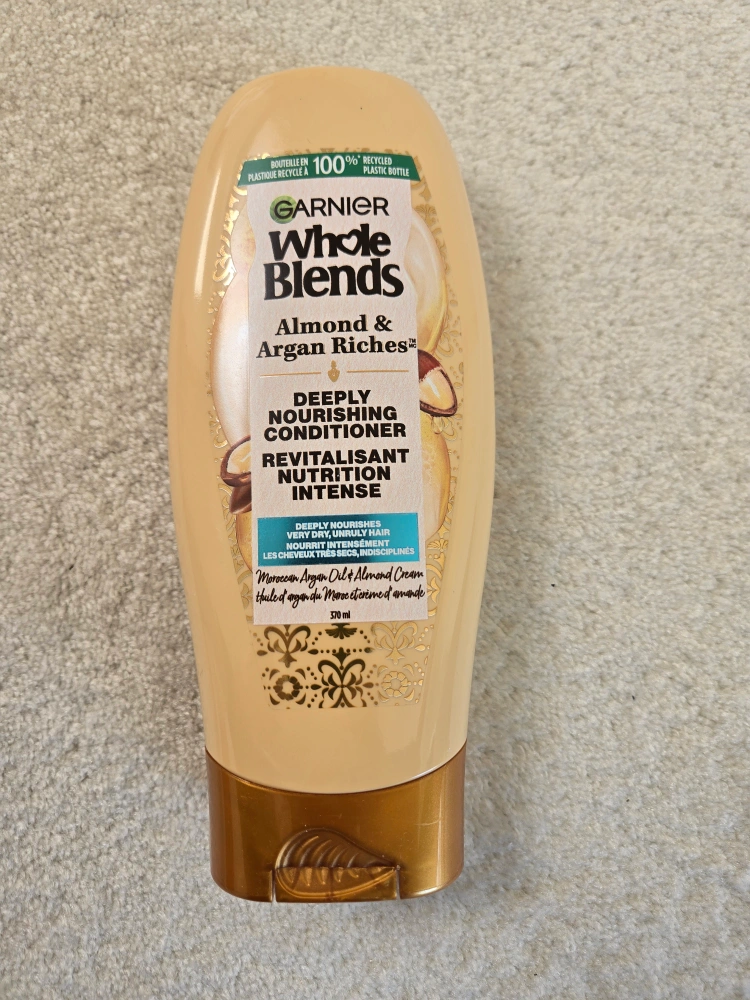 BOUTEILLE EN PLASTIQUE RECYCLÉ À 100%* RECYCLED PLASTIC BOTTLE
GARNIER
Whole
Blends
Almond &
Argan Riches™ MC
DEEPLY
NOURISHING
CONDITIONER
REVITALISANT
NUTRITION
INTENSE
DEEPLY NOURISHES
VERY DRY, UNRULY HAIR
NOURRIT INTENSÉMENT
LES CHEVEUX TRÈS SECS, INDISCIPLINÉS
Moroccan Argan Oil & Almond Cream
Huile d'argan du Maroc et crème d'amande
370 ml